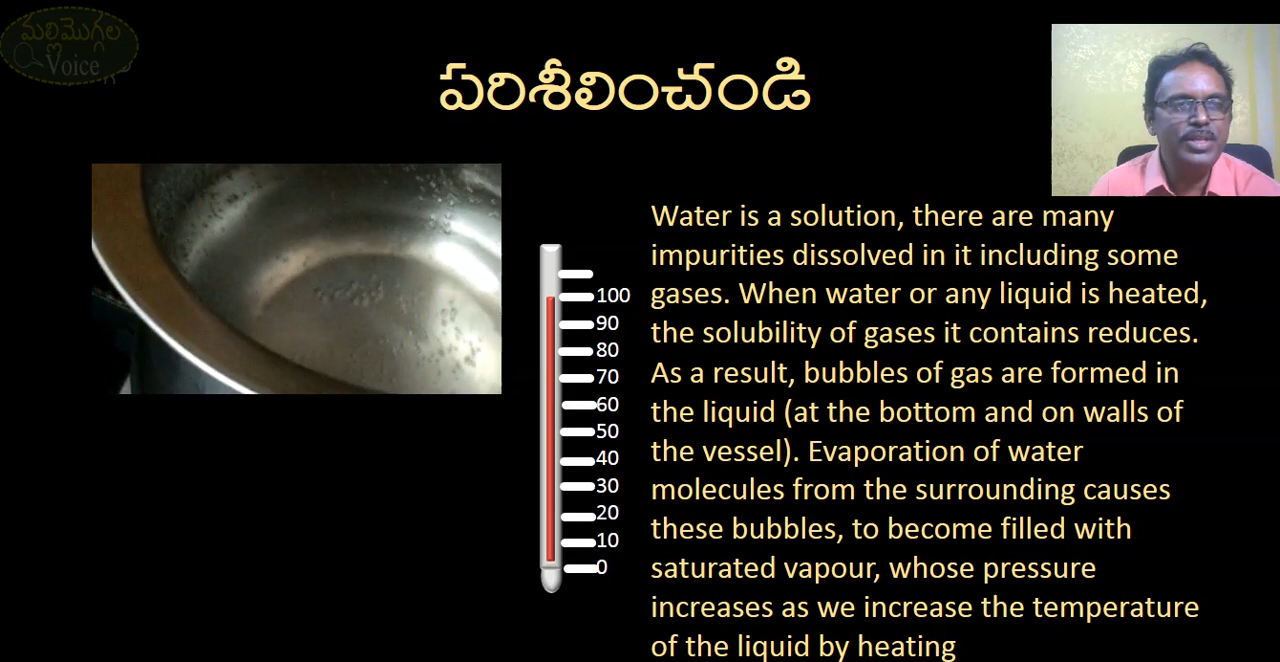 మల్లిమొగ్గల
Voice
పరిశీలించండి
Water is a solution, there are many
impurities dissolved in it including some
gases. When water or any liquid is heated,
the solubility of gases it contains reduces.
As a result, bubbles of gas are formed in
the liquid (at the bottom and on walls of
the vessel). Evaporation of water
molecules from the surrounding causes
these bubbles, to become filled with
saturated vapour, whose pressure
increases as we increase the temperature
of the liquid by heating
100
90
80
70
60
50
40
30
20
10
0